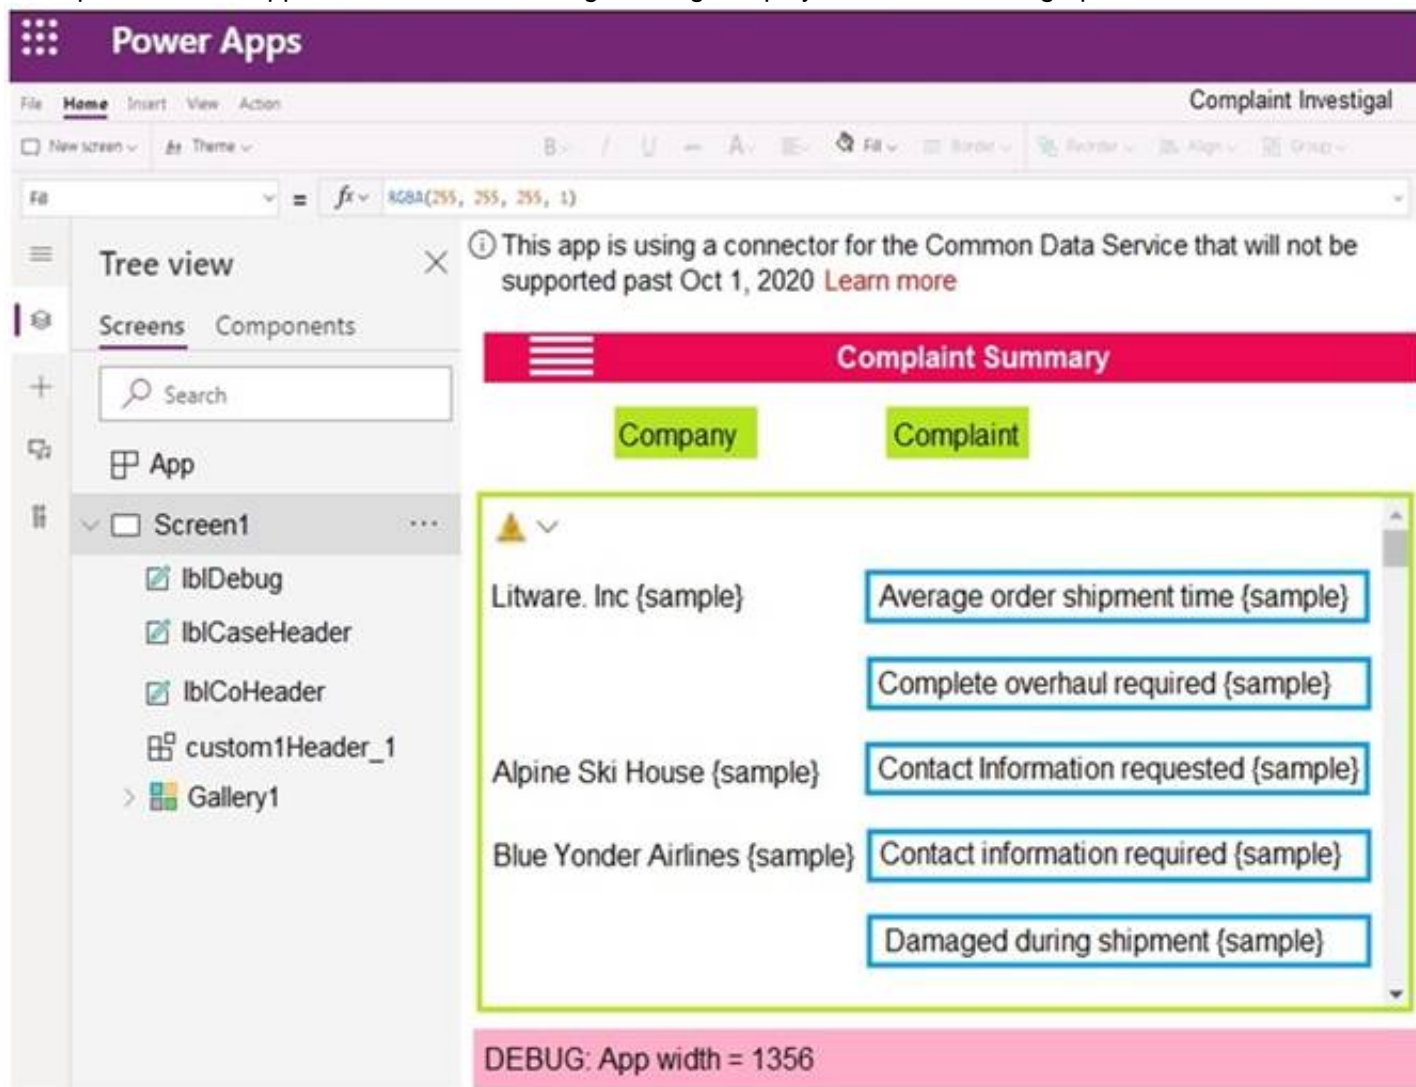 Power Apps
File Home Insert View Action Complaint Investigal
New screen Theme B / U A Fill Border Reorder Align Group
Fill = fx RGBA(255, 255, 255, 1)
Tree view
Screens Components
Search
App
Screen1 ...
lblDebug
lblCaseHeader
lblCoHeader
custom1Header_1
Gallery1
This app is using a connector for the Common Data Service that will not be
supported past Oct 1, 2020 Learn more
Complaint Summary
Company Complaint
Litware. Inc {sample} Average order shipment time {sample}
Complete overhaul required {sample}
Alpine Ski House {sample} Contact Information requested {sample}
Blue Yonder Airlines {sample} Contact information required {sample}
Damaged during shipment {sample}
DEBUG: App width = 1356